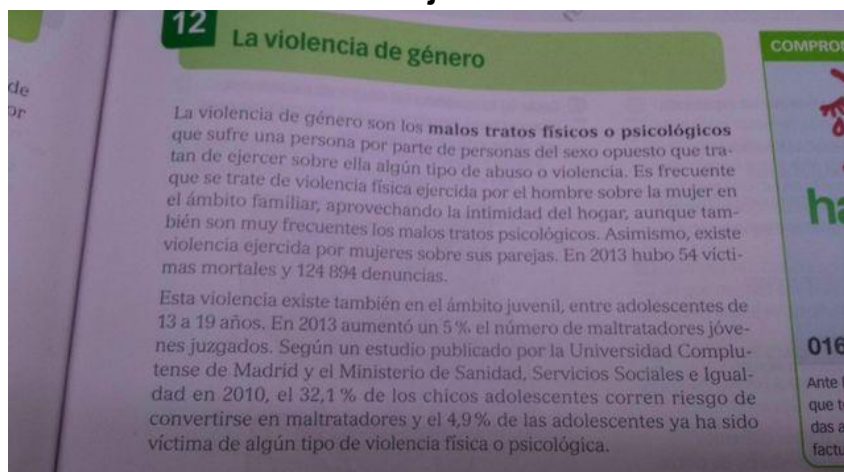 12
La violencia de género
La violencia de género son los malos tratos físicos o psicológicos
que sufre una persona por parte de personas del sexo opuesto que tra-
tan de ejercer sobre ella algún tipo de abuso o violencia. Es frecuente
que se trate de violencia física ejercida por el hombre sobre la mujer en
el ámbito familiar, aprovechando la intimidad del hogar, aunque tam-
bién son muy frecuentes los malos tratos psicológicos. Asimismo, existe
violencia ejercida por mujeres sobre sus parejas. En 2013 hubo 54 vícti-
mas mortales y 124 894 denuncias.
Esta violencia existe también en el ámbito juvenil, entre adolescentes de
13 a 19 años. En 2013 aumentó un 5 % el número de maltratadores jóve-
nes juzgados. Según un estudio publicado por la Universidad Complu-
tense de Madrid y el Ministerio de Sanidad, Servicios Sociales e Igual-
dad en 2010, el 32,1 % de los chicos adolescentes corren riesgo de
convertirse en maltratadores y el 4,9 % de las adolescentes ya ha sido
víctima de algún tipo de violencia física o psicológica.
de
or
COMPRO
ha
016
Ante
que t
das a
factu